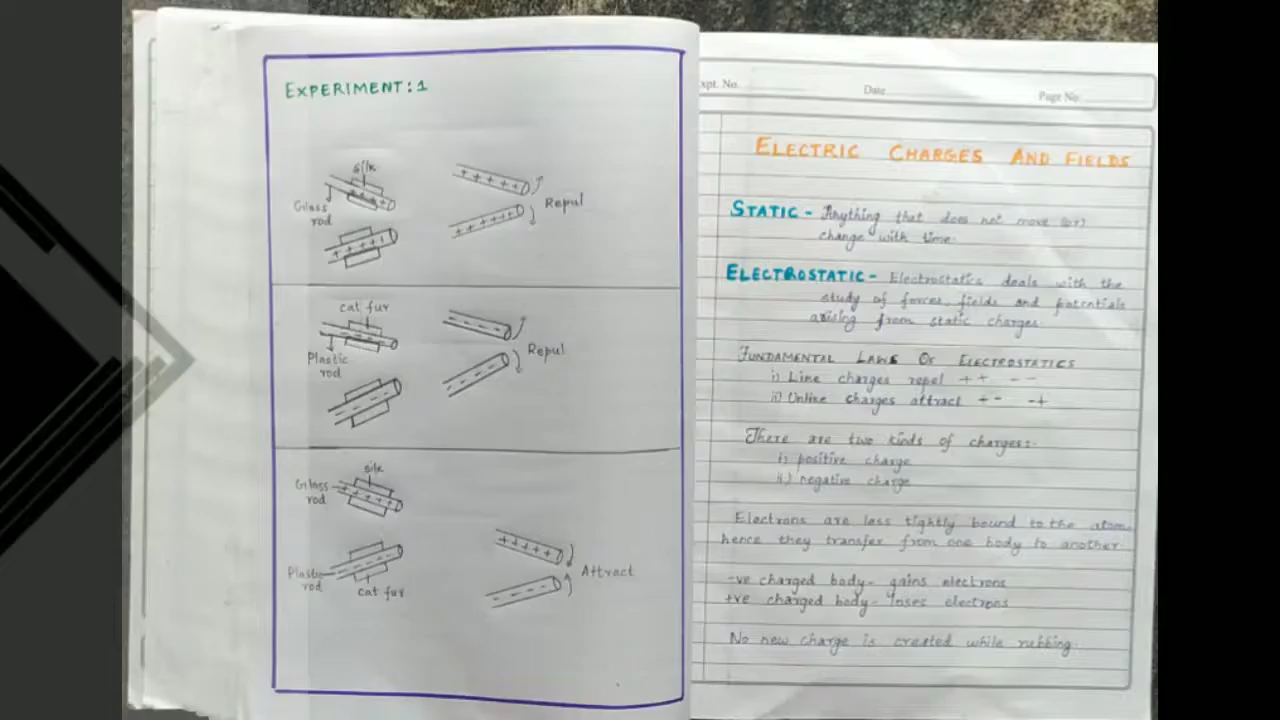 EXPERIMENT: 1
silk
Glass
rod
Repul
cat fur
Plastic
rod
Repul
silk
Glass
rod
Plastic
rod
cat fur
Attract
xpt. No.
Date
Page No.
ELECTRIC CHARGES AND FIELDS
STATIC - Anything that does not move (or)
change with time.
ELECTROSTATIC - Electrostatics deals with the
study of forces, fields and potentials
arising from static charges
FUNDAMENTAL LAWS OF ELECTROSTATICS
i) Like charges repel ++ --
ii) Unlike charges attract +- -+
There are two kinds of charges:-
i) positive charge
ii) negative charge
Electrons are less tightly bound to the atom
hence they transfer from one body to another.
-ve charged body - gains electrons
+ve charged body - loses electrons
No new charge is created while rubbing.